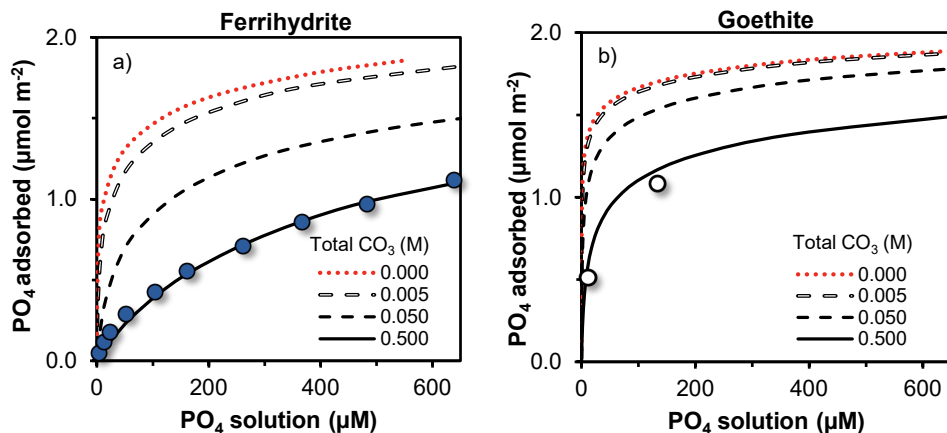 Ferrihydrite
a)
2.0
1.0
0.0
PO4 adsorbed (µmol m-2)
Total CO3 (M)
0.000
0.005
0.050
0.500
0
200
400
600
PO4 solution (µM)
Goethite
b)
2.0
1.0
0.0
PO4 adsorbed (µmol m-2)
Total CO3 (M)
0.000
0.005
0.050
0.500
0
200
400
600
PO4 solution (µM)